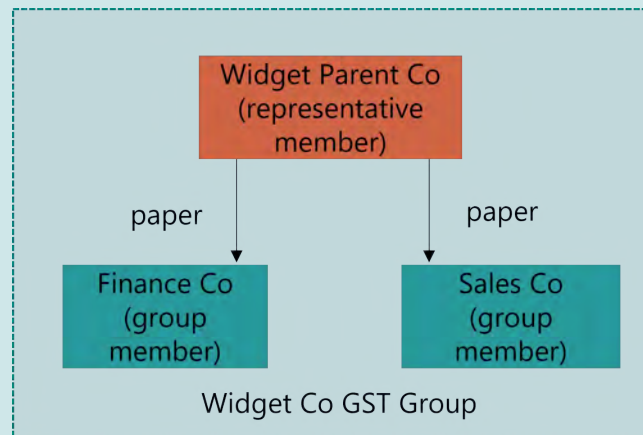 Widget Parent Co
(representative
member)
paper
paper
Finance Co
(group
member)
Sales Co
(group
member)
Widget Co GST Group